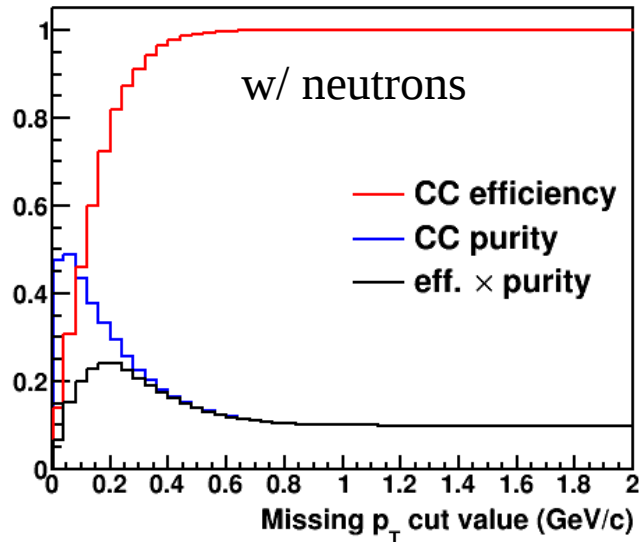 1
w/ neutrons
0.8
CC efficiency
0.6
CC purity
eff. × purity
0.4
0.2
0
0 0.2 0.4 0.6 0.8 1 1.2 1.4 1.6 1.8 2
Missing p_T cut value (GeV/c)